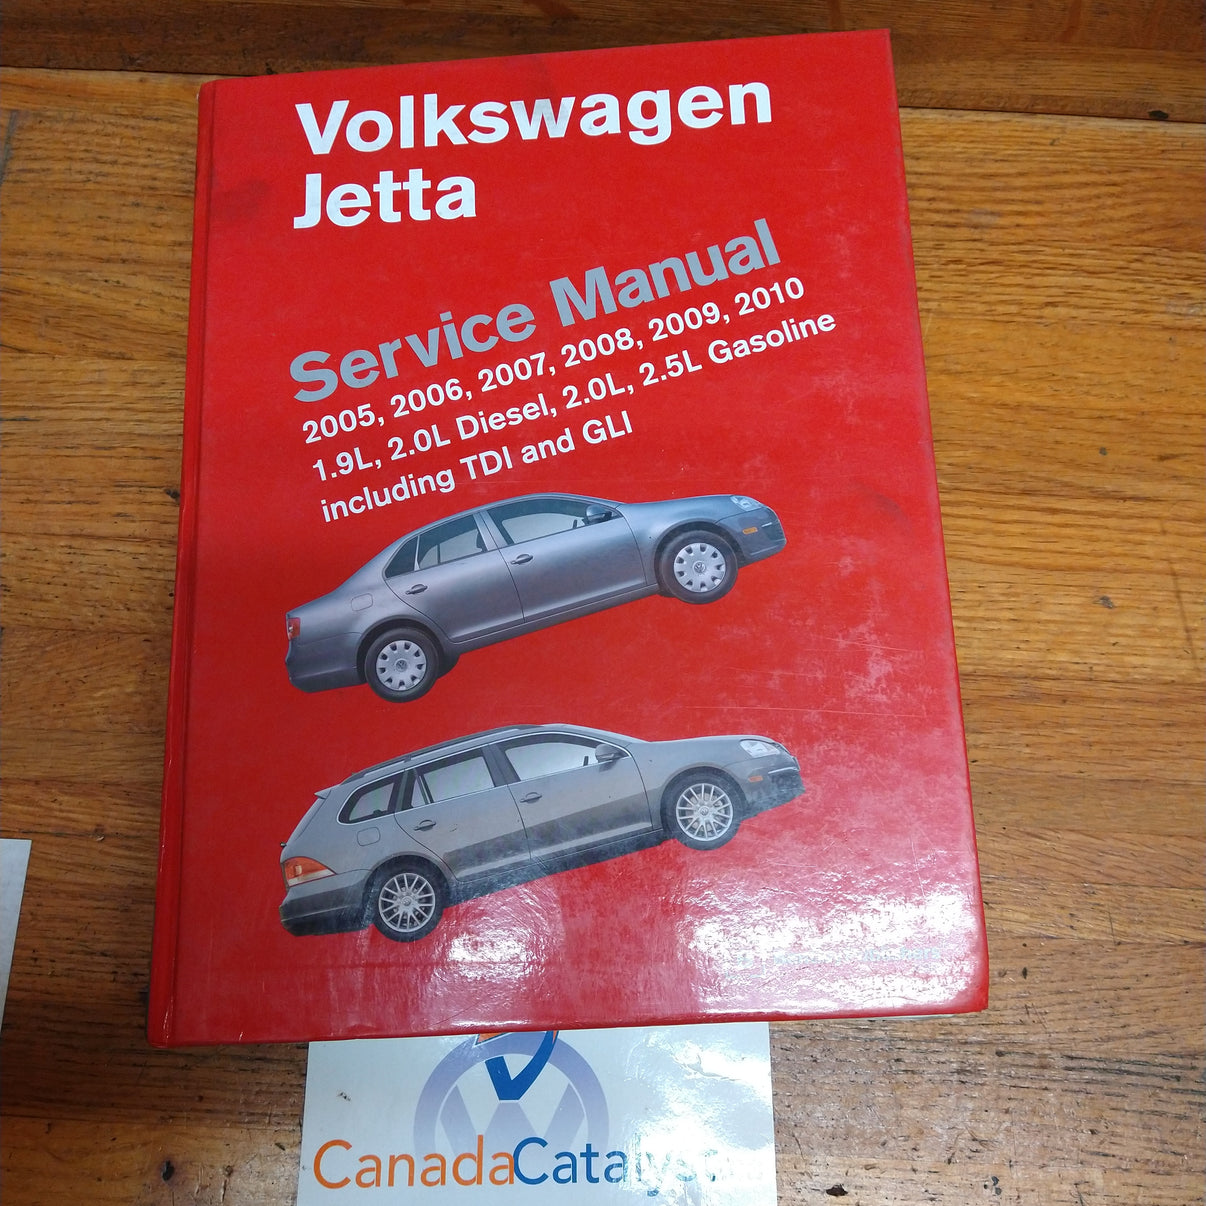 Volkswagen
Jetta
Service Manual
2005, 2006, 2007, 2008, 2009, 2010
1.9L, 2.0L Diesel, 2.0L, 2.5L Gasoline
including TDI and GLI
CanadaCatalyst